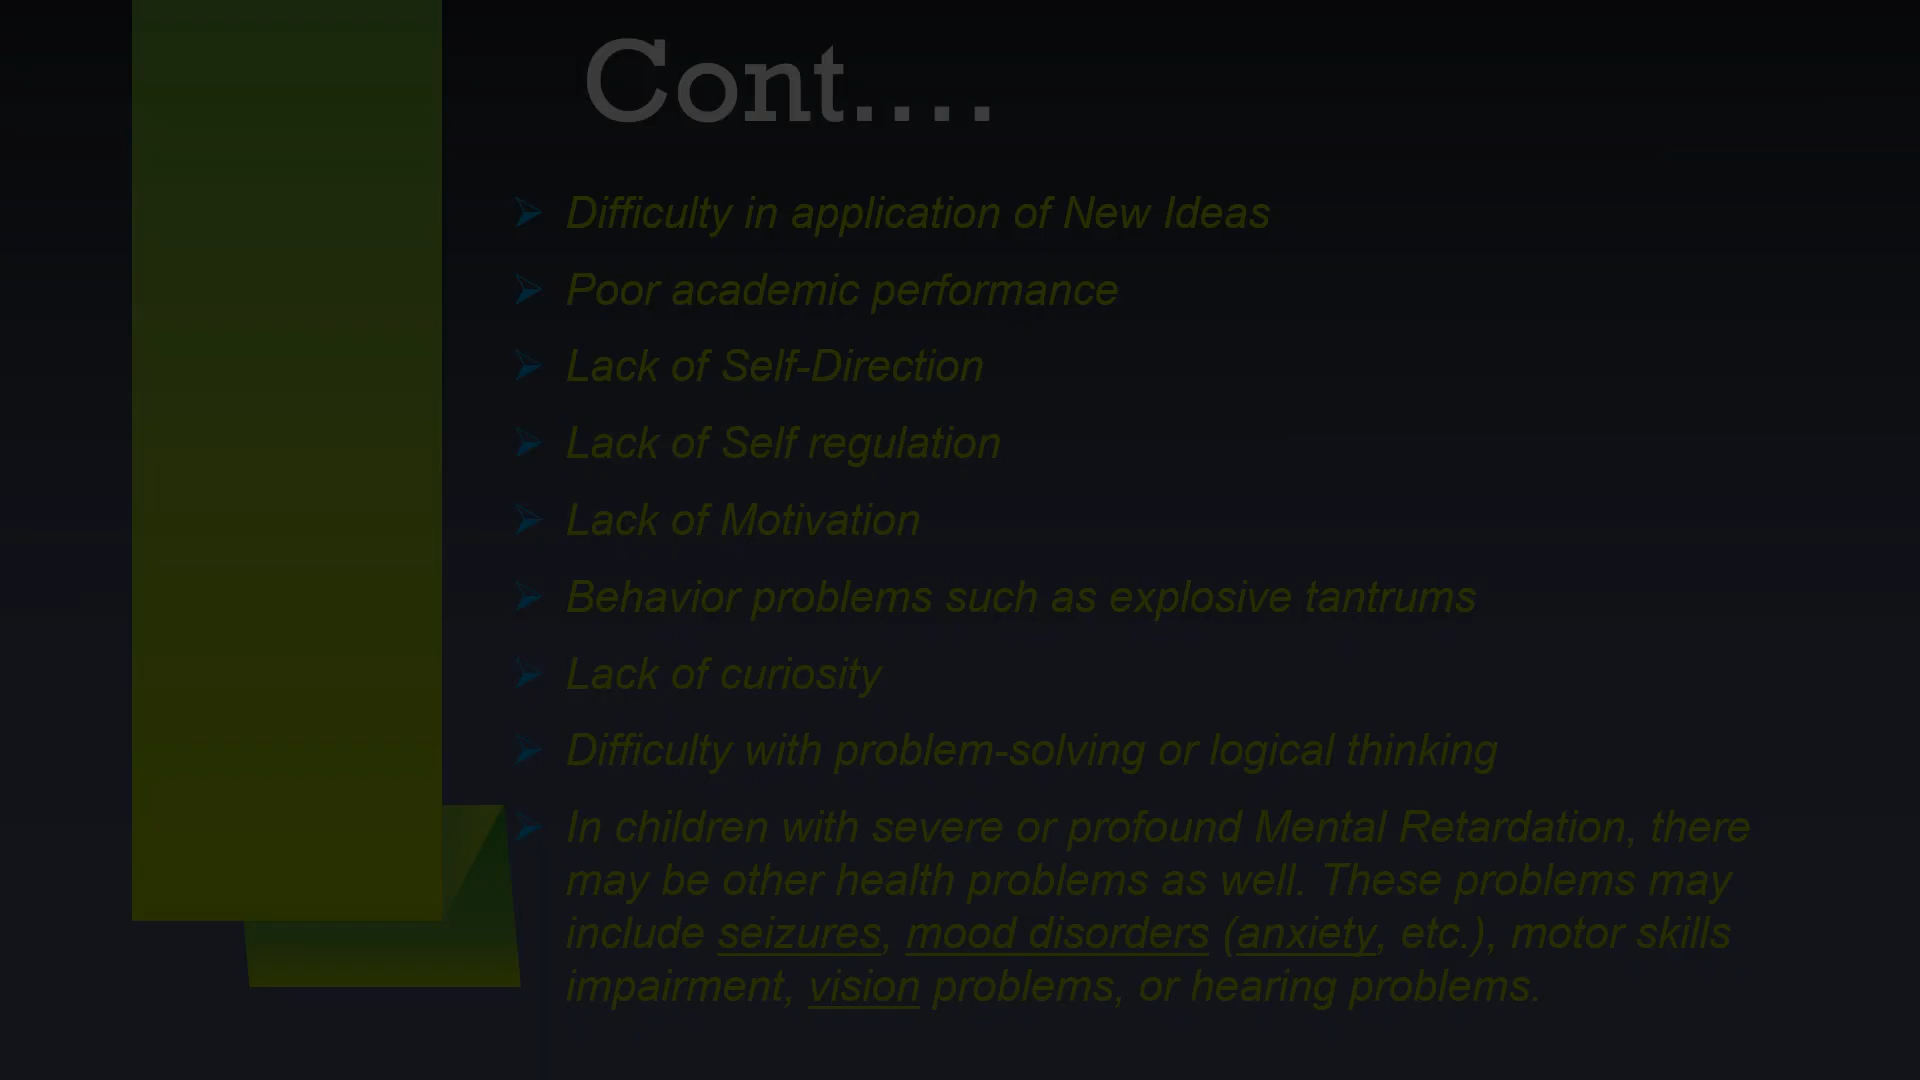 Cont....
Difficulty in application of New Ideas
Poor academic performance
Lack of Self-Direction
Lack of Self regulation
Lack of Motivation
Behavior problems such as explosive tantrums
Lack of curiosity
Difficulty with problem-solving or logical thinking
In children with severe or profound Mental Retardation, there
may be other health problems as well. These problems may
include seizures, mood disorders (anxiety, etc.), motor skills
impairment, vision problems, or hearing problems.